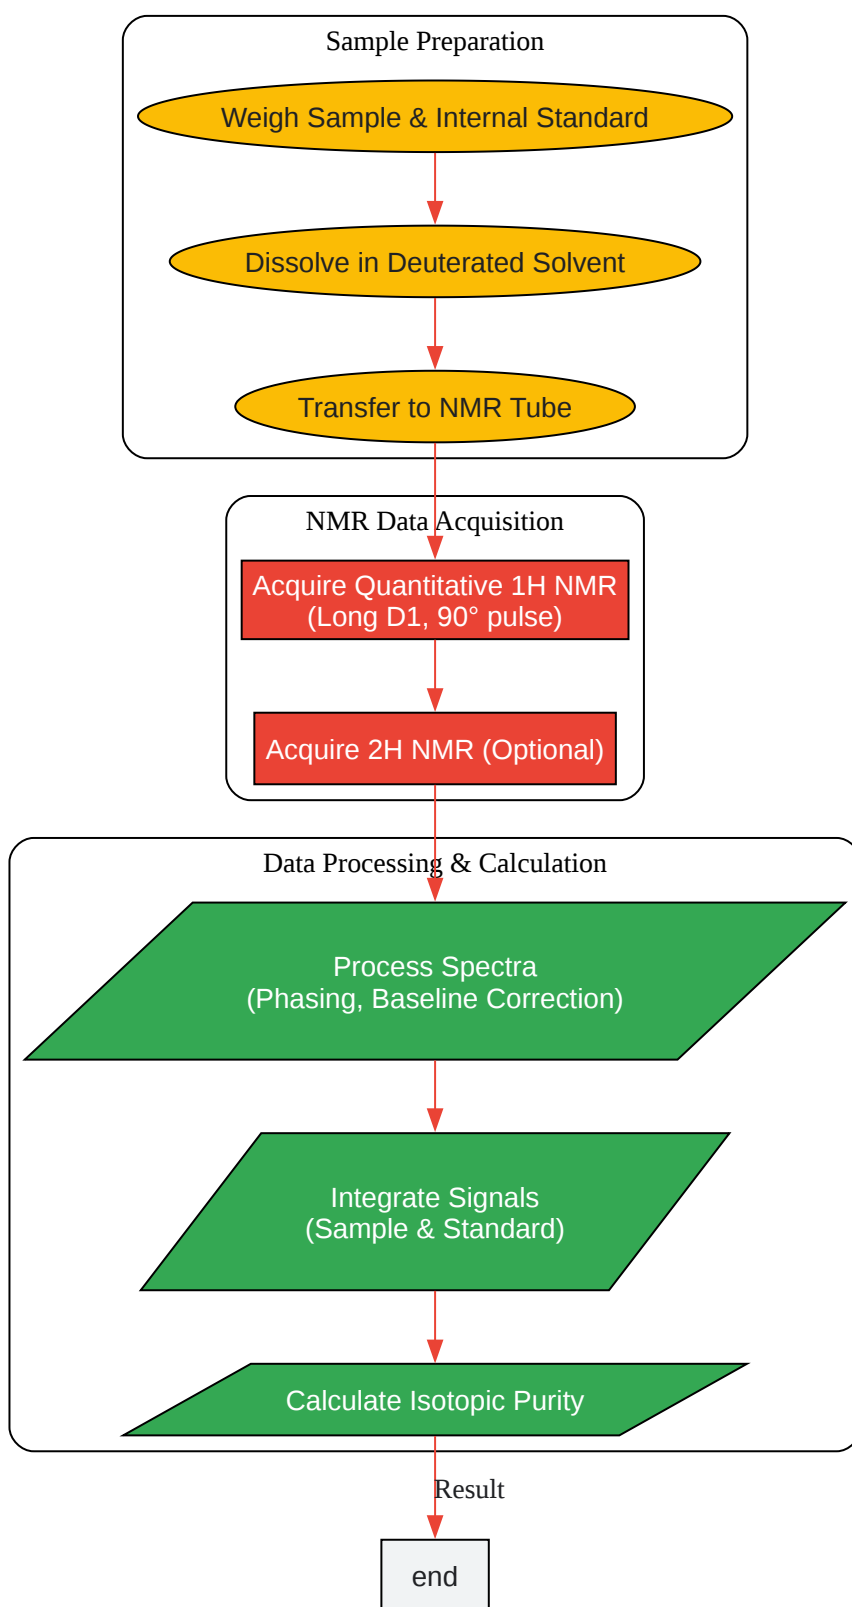 Sample Preparation
Weigh Sample & Internal Standard
Dissolve in Deuterated Solvent
Transfer to NMR Tube
NMR Data Acquisition
Acquire Quantitative 1H NMR
(Long D1, 90° pulse)
Acquire 2H NMR (Optional)
Data Processing & Calculation
Process Spectra
(Phasing, Baseline Correction)
Integrate Signals
(Sample & Standard)
Calculate Isotopic Purity
Result
end